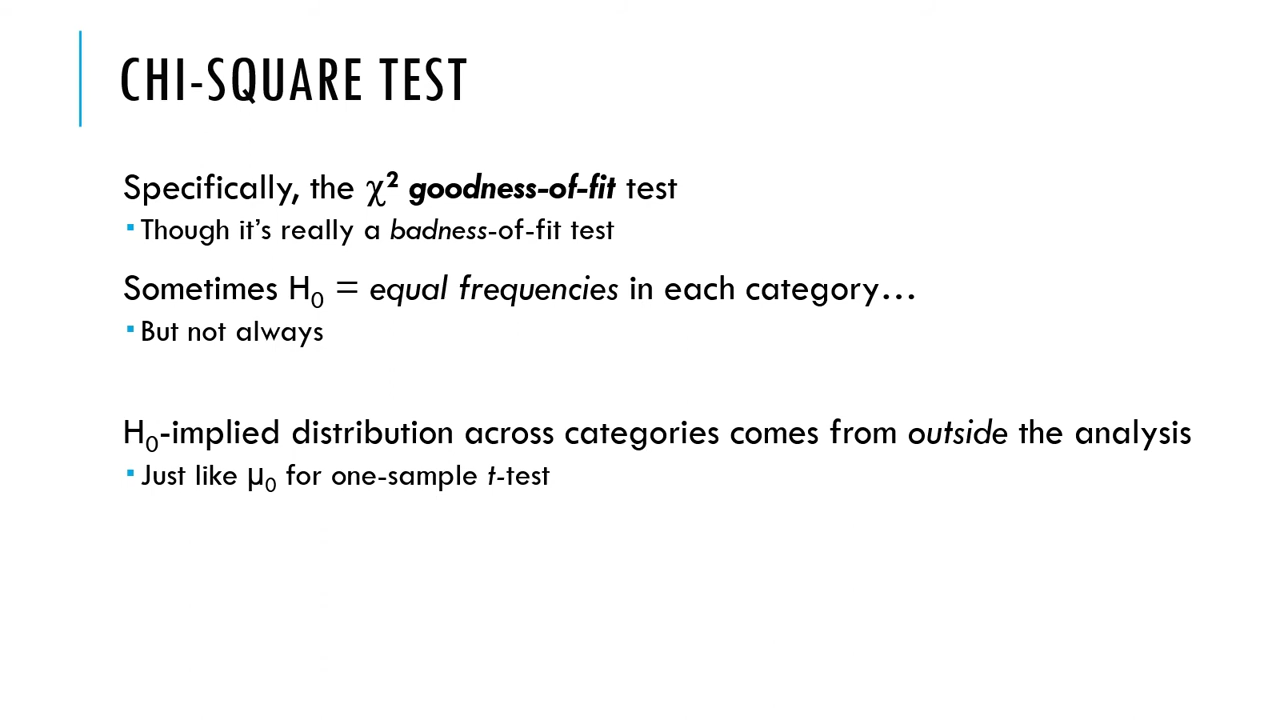 CHI-SQUARE TEST
Specifically, the χ² goodness-of-fit test
▪ Though it’s really a badness-of-fit test
Sometimes H₀ = equal frequencies in each category…
▪ But not always
H₀-implied distribution across categories comes from outside the analysis
▪ Just like μ₀ for one-sample t-test